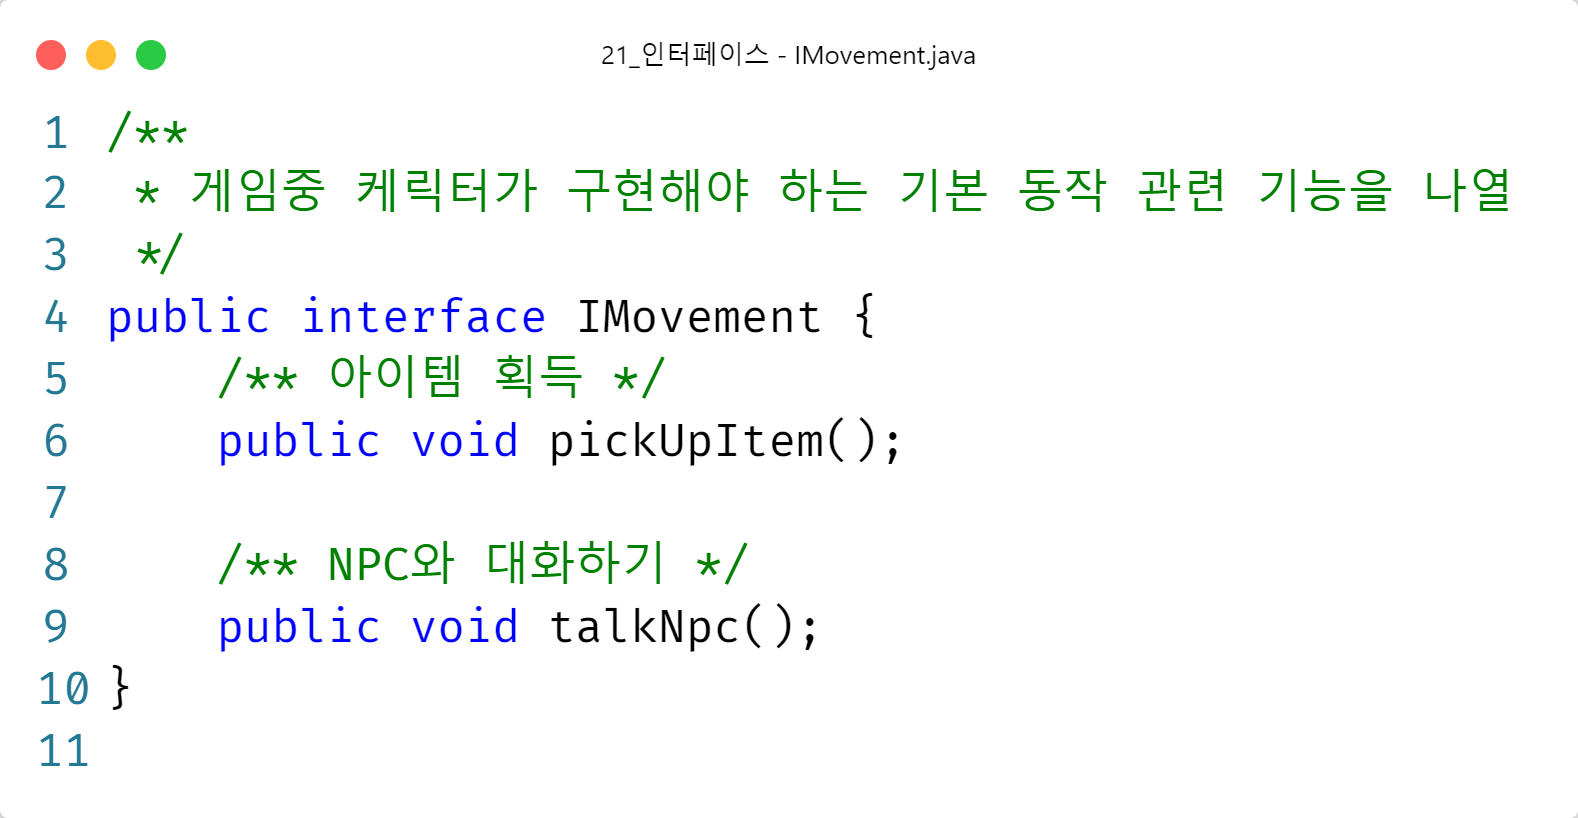 21_인터페이스 - IMovement.java
1 /**
2  * 게임중 케릭터가 구현해야 하는 기본 동작 관련 기능을 나열
3  */
4 public interface IMovement {
5     /** 아이템 획득 */
6     public void pickUpItem();
7
8     /** NPC와 대화하기 */
9     public void talkNpc();
10 }
11